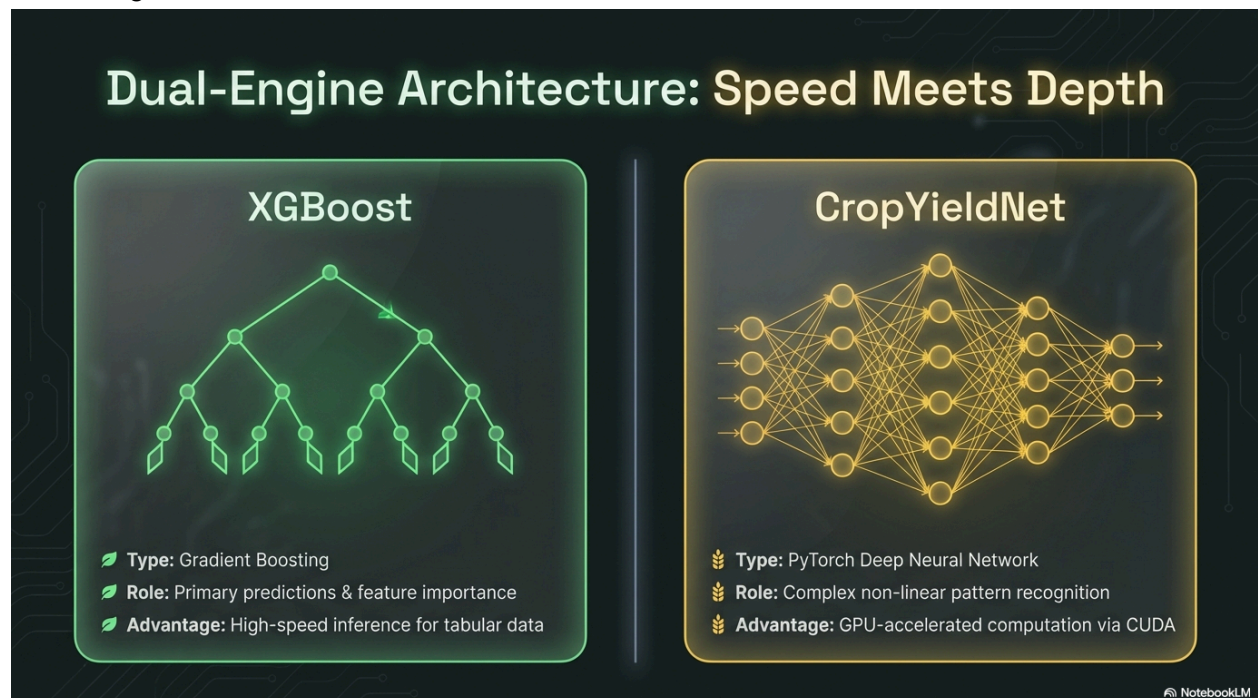 Dual-Engine Architecture: Speed Meets Depth
XGBoost
Type: Gradient Boosting
Role: Primary predictions & feature importance
Advantage: High-speed inference for tabular data
CropYieldNet
Type: PyTorch Deep Neural Network
Role: Complex non-linear pattern recognition
Advantage: GPU-accelerated computation via CUDA
NotebookLM